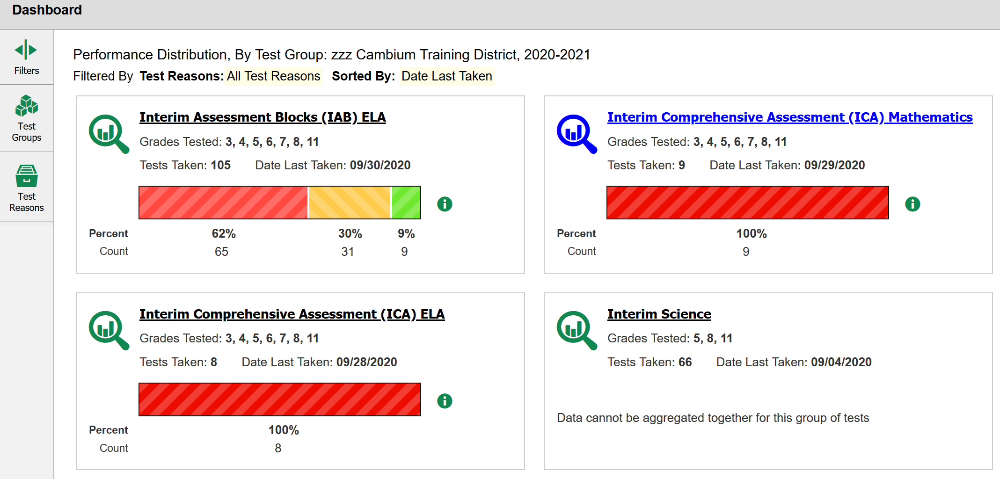 Dashboard
Filters
Test
Groups
Test
Reasons
Performance Distribution, By Test Group: zzz Cambium Training District, 2020-2021
Filtered By Test Reasons: All Test Reasons Sorted By: Date Last Taken
Interim Assessment Blocks (IAB) ELA
Grades Tested: 3, 4, 5, 6, 7, 8, 11
Tests Taken: 105 Date Last Taken: 09/30/2020
Percent 62% 30% 9%
Count 65 31 9
Interim Comprehensive Assessment (ICA) Mathematics
Grades Tested: 3, 4, 5, 6, 7, 8, 11
Tests Taken: 9 Date Last Taken: 09/29/2020
Percent 100%
Count 9
Interim Comprehensive Assessment (ICA) ELA
Grades Tested: 3, 4, 5, 6, 7, 8, 11
Tests Taken: 8 Date Last Taken: 09/28/2020
Percent 100%
Count 8
Interim Science
Grades Tested: 5, 8, 11
Tests Taken: 66 Date Last Taken: 09/04/2020
Data cannot be aggregated together for this group of tests